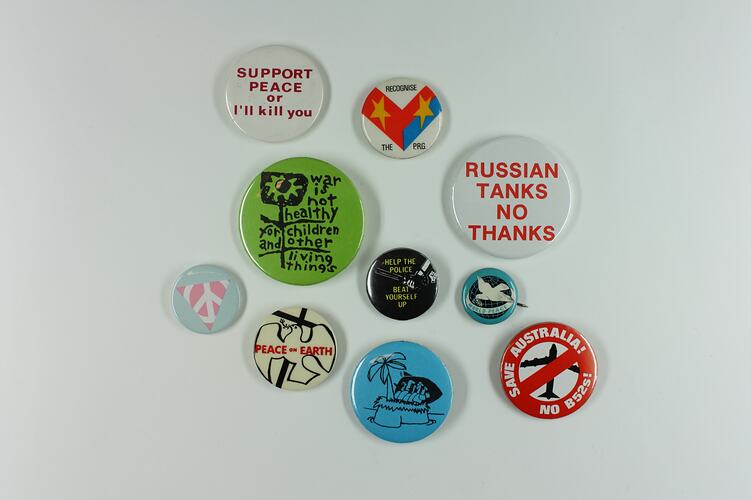 SUPPORT
PEACE
or
I'll kill you
RECOGNISE
THE PRG
RUSSIAN
TANKS
NO
THANKS
war
is
not
healthy
for children
and other
living
things
HELP THE
POLICE
BEAT
YOURSELF
UP
PEACE ON EARTH
SAVE AUSTRALIA!
NO B52s!